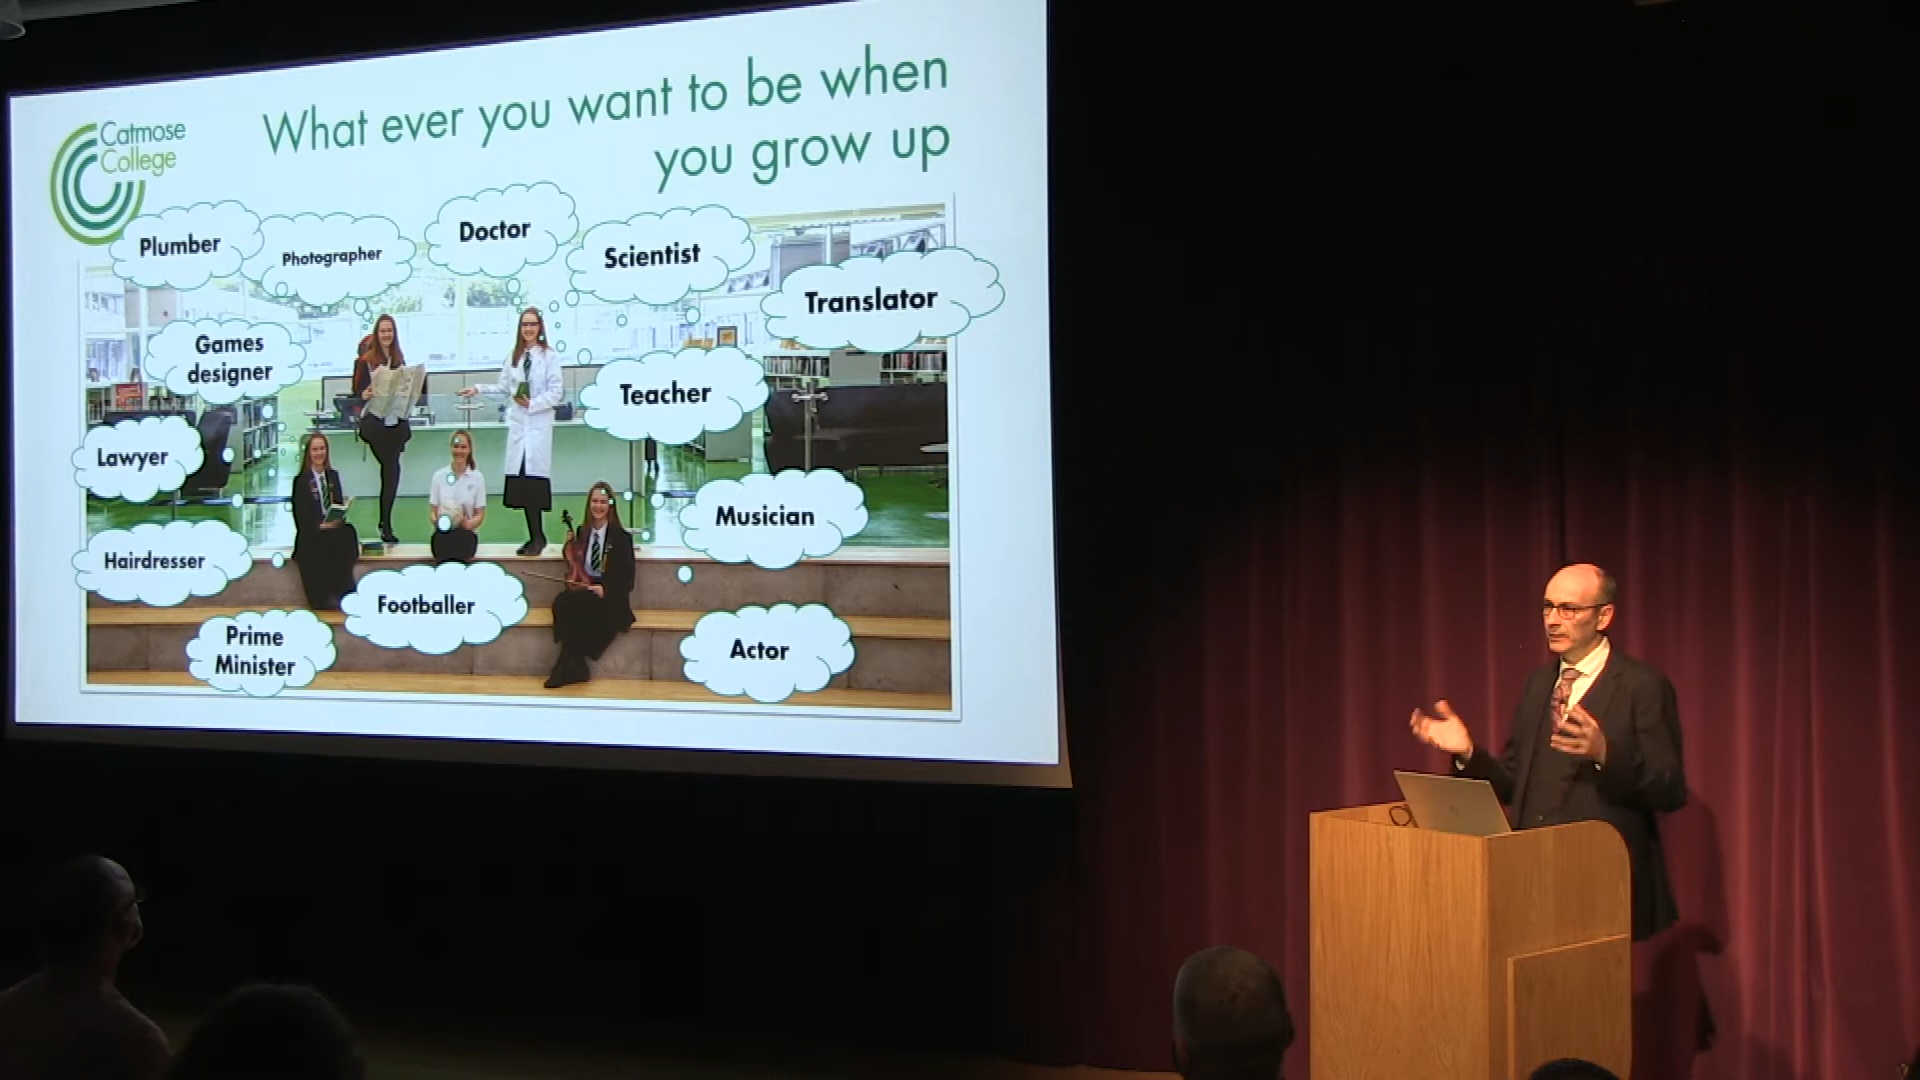 Catmose
College
What ever you want to be when
you grow up
Plumber
Photographer
Doctor
Scientist
Translator
Games
designer
Teacher
Lawyer
Musician
Hairdresser
Footballer
Prime
Minister
Actor